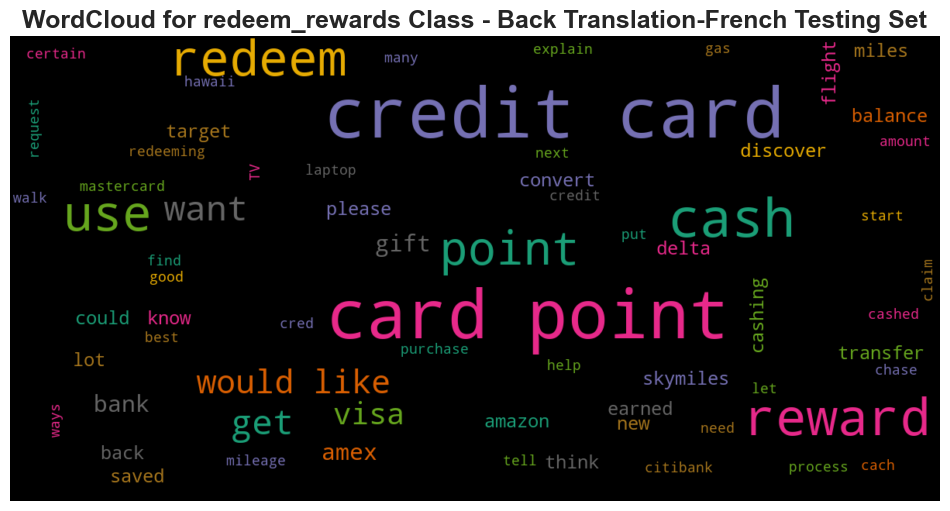 WordCloud for redeem_rewards Class - Back Translation-French Testing Set
certain
redeem
many
explain
gas
flight
miles
hawaii
credit card
request
target
balance
redeeming
next
discover
amount
TV
laptop
mastercard
convert
credit
walk
use
want
please
cash
start
gift
point
put
delta
find
good
claim
cashing
could
know
cred
card point
cashed
best
purchase
lot
help
transfer
would like
skymiles
chase
let
bank
ways
get
visa
amazon
earned
new
need
reward
back
mileage
amex
tell
think
citibank
process
cach
saved